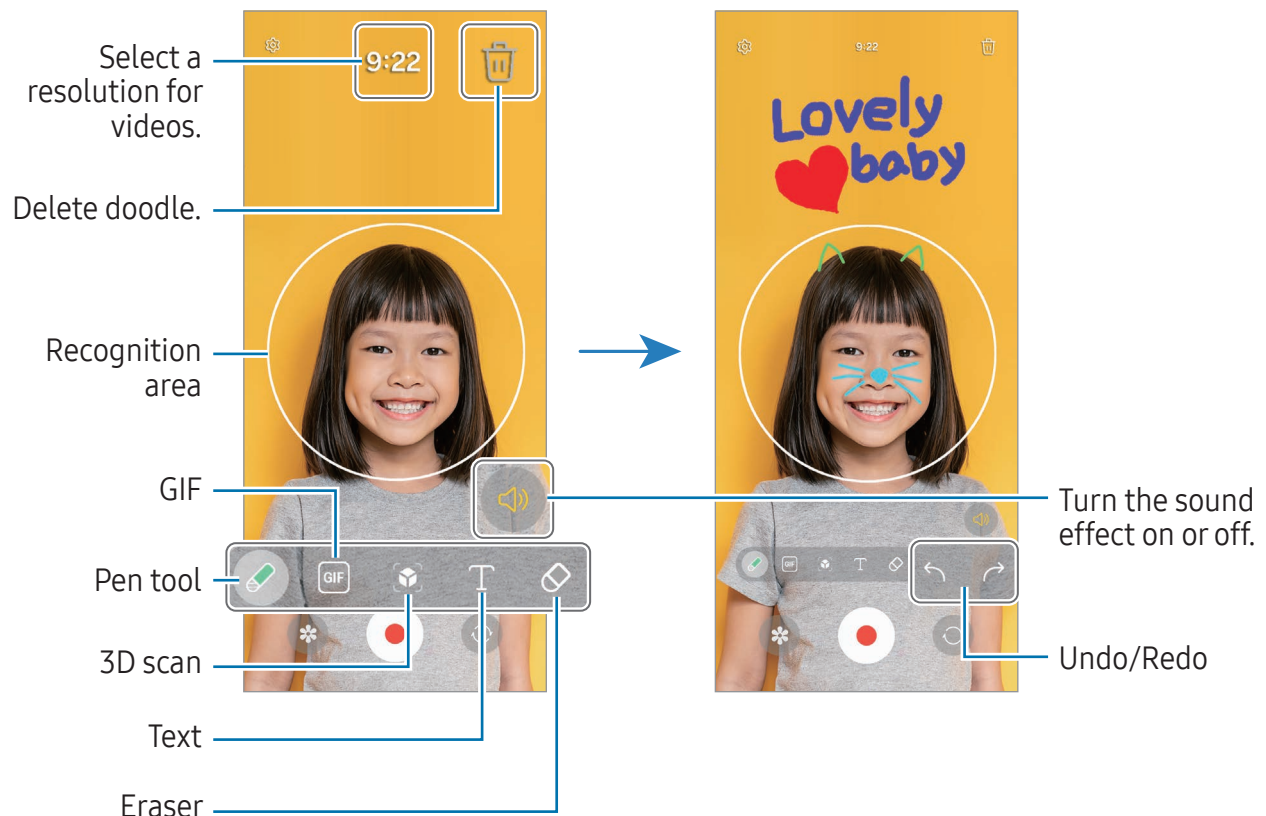 Select a
resolution for
videos.
9:22
Delete doodle.
Recognition
area
GIF
GIF
Pen tool
3D scan
Text
T
Eraser
9:22
Lovely
baby
GIF
T
Turn the sound
effect on or off.
Undo/Redo